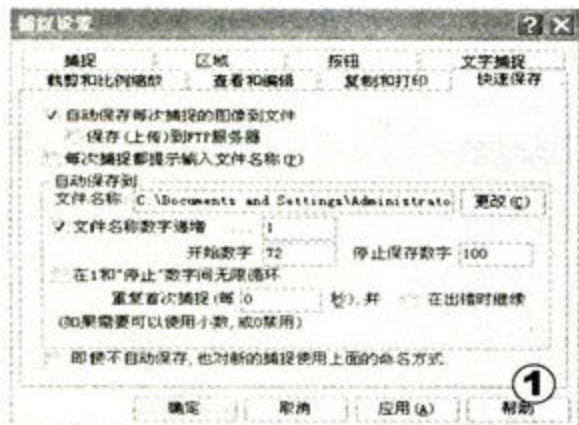 捕捉设置
捕捉 区域 按钮 文字捕捉
裁剪和比例缩放 查看和编辑 复制和打印 快速保存
自动保存每次捕捉的图像到文件
保存(上传)到FTP服务器
每次捕捉都提示输入文件名称(P)
自动保存到
文件名称: C:\Documents and Settings\Administrato 更改(C)
文件名称数字递增 1
开始数字 72 停止保存数字 100
在1和"停止"数字间无限循环
重复首次捕捉(每 0 秒),并 在出错时继续
(如果需要可以使用小数,或0禁用)
即使不自动保存,也对新的捕捉使用上面的命名方式
确定 取消 应用(A) 帮助
①